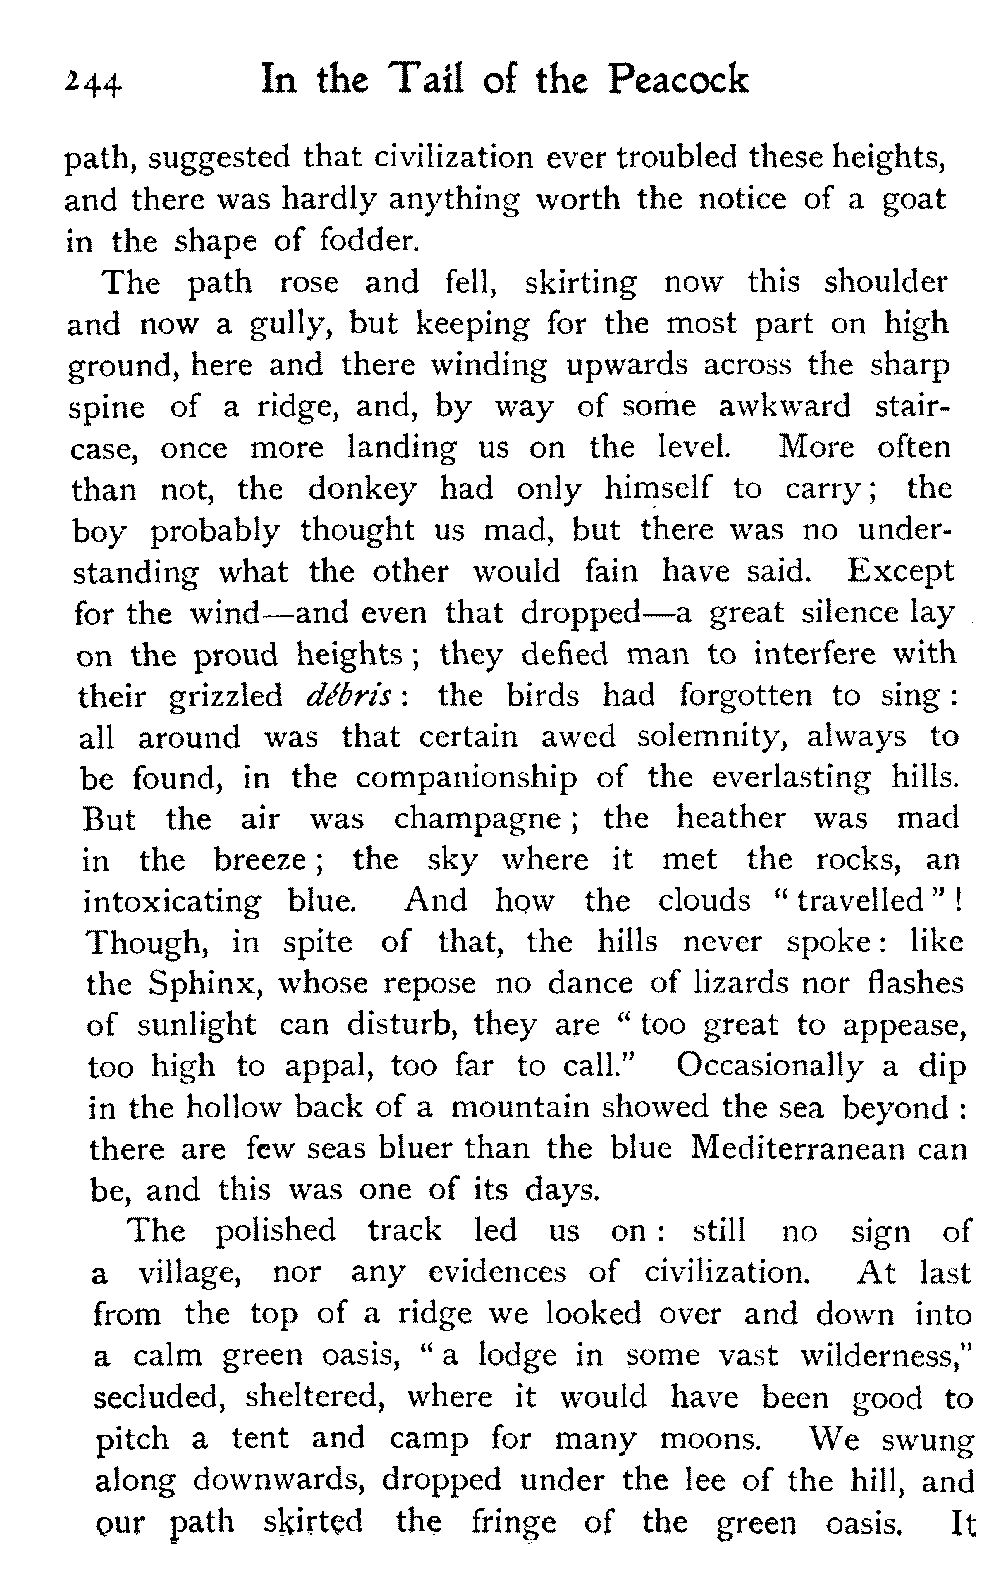 244 In the Tail of the Peacock
path, suggested that civilization ever troubled these heights,
and there was hardly anything worth the notice of a goat
in the shape of fodder.
The path rose and fell, skirting now this shoulder
and now a gully, but keeping for the most part on high
ground, here and there winding upwards across the sharp
spine of a ridge, and, by way of some awkward stair-
case, once more landing us on the level. More often
than not, the donkey had only himself to carry; the
boy probably thought us mad, but there was no under-
standing what the other would fain have said. Except
for the wind—and even that dropped—a great silence lay
on the proud heights; they defied man to interfere with
their grizzled débris: the birds had forgotten to sing:
all around was that certain awed solemnity, always to
be found, in the companionship of the everlasting hills.
But the air was champagne; the heather was mad
in the breeze; the sky where it met the rocks, an
intoxicating blue. And how the clouds "travelled"!
Though, in spite of that, the hills never spoke: like
the Sphinx, whose repose no dance of lizards nor flashes
of sunlight can disturb, they are "too great to appease,
too high to appal, too far to call." Occasionally a dip
in the hollow back of a mountain showed the sea beyond:
there are few seas bluer than the blue Mediterranean can
be, and this was one of its days.
The polished track led us on: still no sign of
a village, nor any evidences of civilization. At last
from the top of a ridge we looked over and down into
a calm green oasis, "a lodge in some vast wilderness,"
secluded, sheltered, where it would have been good to
pitch a tent and camp for many moons. We swung
along downwards, dropped under the lee of the hill, and
our path skirted the fringe of the green oasis. It